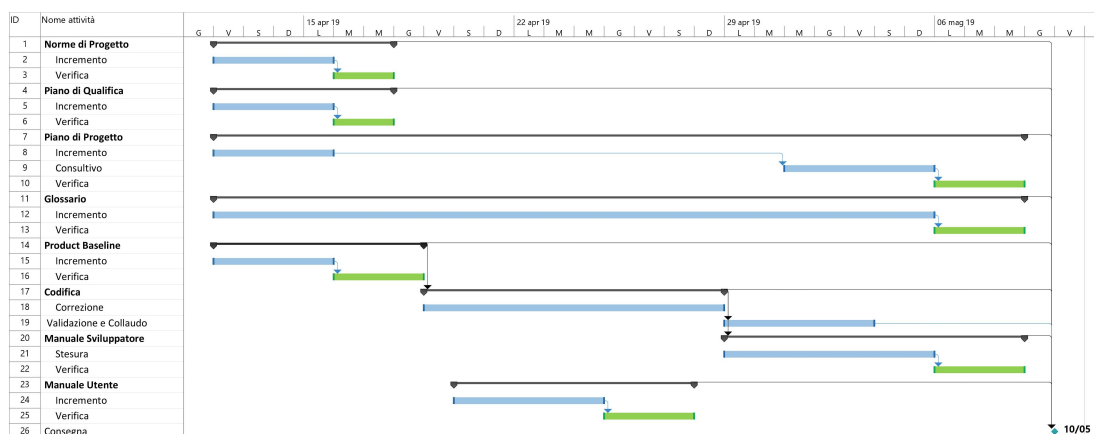 ID Nome attività 15 apr 19 22 apr 19 29 apr 19 06 mag 19
G V S D L M M G V S D L M M G V S D L M M G V S D L M M G V
1 Norme di Progetto
2 Incremento
3 Verifica
4 Piano di Qualifica
5 Incremento
6 Verifica
7 Piano di Progetto
8 Incremento
9 Consultivo
10 Verifica
11 Glossario
12 Incremento
13 Verifica
14 Product Baseline
15 Incremento
16 Verifica
17 Codifica
18 Correzione
19 Validazione e Collaudo
20 Manuale Sviluppatore
21 Stesura
22 Verifica
23 Manuale Utente
24 Incremento
25 Verifica
26 Consegna 10/05